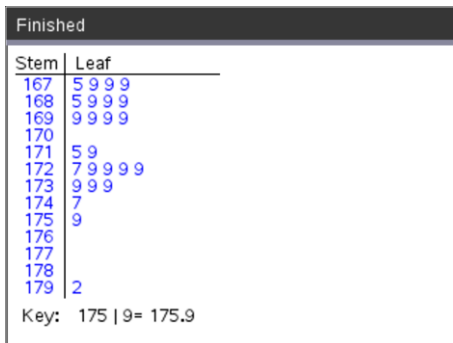 Finished
Stem Leaf
167 5 9 9 9
168 5 9 9 9
169 9 9 9 9
170
171 5 9
172 7 9 9 9 9
173 9 9 9
174 7
175 9
176
177
178
179 2
Key: 175 | 9= 175.9